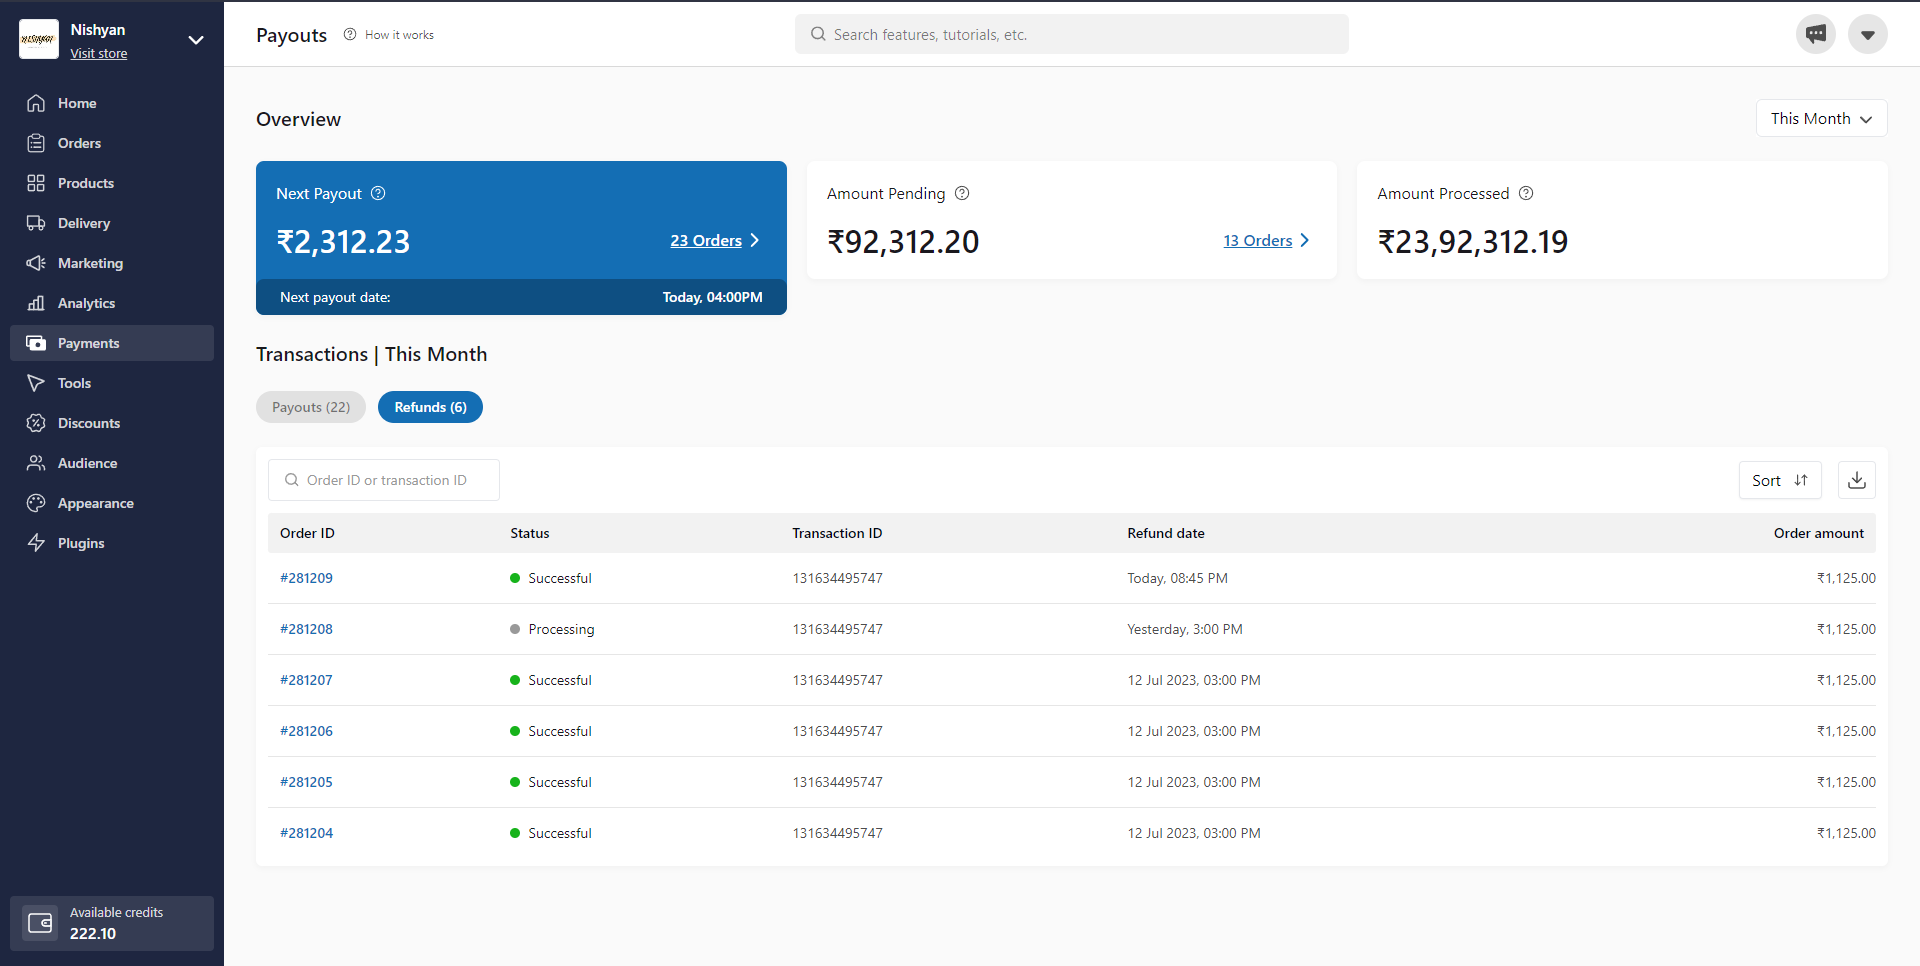 Nishyan
Visit store
Home
Orders
Products
Delivery
Marketing
Analytics
Payments
Tools
Discounts
Audience
Appearance
Plugins
Available credits
222.10
Payouts How it works
Search features, tutorials, etc.
Overview
This Month
Next Payout
₹2,312.23
23 Orders
Next payout date: Today, 04:00PM
Amount Pending
₹92,312.20
13 Orders
Amount Processed
₹23,92,312.19
Transactions | This Month
Payouts (22) Refunds (6)
Order ID or transaction ID
Sort
Order ID Status Transaction ID Refund date Order amount
#281209 Successful 131634495747 Today, 08:45 PM ₹1,125.00
#281208 Processing 131634495747 Yesterday, 3:00 PM ₹1,125.00
#281207 Successful 131634495747 12 Jul 2023, 03:00 PM ₹1,125.00
#281206 Successful 131634495747 12 Jul 2023, 03:00 PM ₹1,125.00
#281205 Successful 131634495747 12 Jul 2023, 03:00 PM ₹1,125.00
#281204 Successful 131634495747 12 Jul 2023, 03:00 PM ₹1,125.00